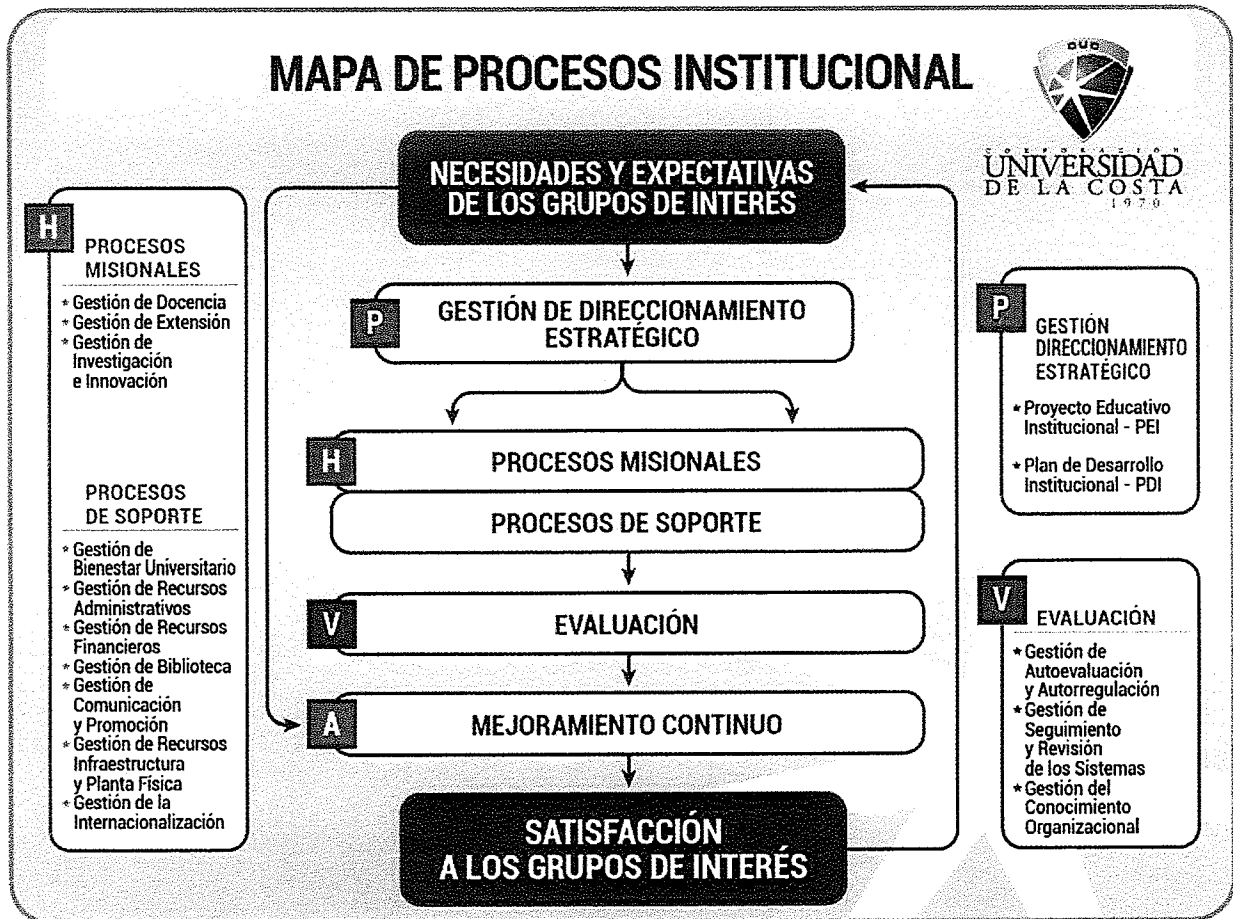 MAPA DE PROCESOS INSTITUCIONAL
CUC
CORPORACIÓN
UNIVERSIDAD
DE LA COSTA
1970
NECESIDADES Y EXPECTATIVAS
DE LOS GRUPOS DE INTERÉS
H
PROCESOS
MISIONALES
* Gestión de Docencia
* Gestión de Extensión
* Gestión de
Investigación
e Innovación
PROCESOS
DE SOPORTE
* Gestión de
Bienestar Universitario
* Gestión de Recursos
Administrativos
* Gestión de Recursos
Financieros
* Gestión de Biblioteca
* Gestión de
Comunicación
y Promoción
* Gestión de Recursos
Infraestructura
y Planta Física
* Gestión de la
Internacionalización
P
GESTIÓN DE DIRECCIONAMIENTO
ESTRATÉGICO
H
PROCESOS MISIONALES
PROCESOS DE SOPORTE
V
EVALUACIÓN
A
MEJORAMIENTO CONTINUO
SATISFACCIÓN
A LOS GRUPOS DE INTERÉS
P
GESTIÓN
DIRECCIONAMIENTO
ESTRATÉGICO
* Proyecto Educativo
Institucional - PEI
* Plan de Desarrollo
Institucional - PDI
V
EVALUACIÓN
* Gestión de
Autoevaluación
y Autorregulación
* Gestión de
Seguimiento
y Revisión
de los Sistemas
* Gestión del
Conocimiento
Organizacional